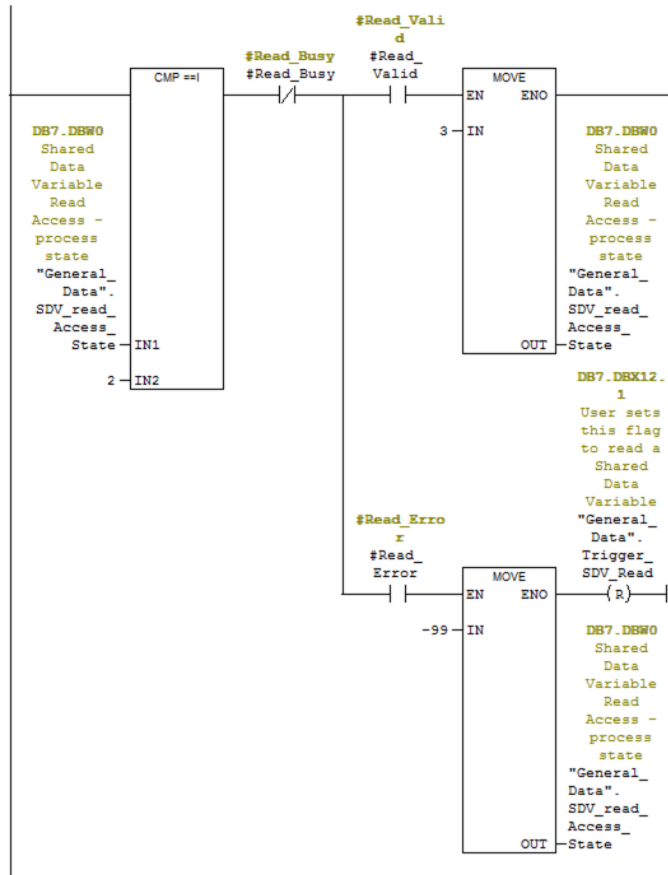 #Read_Vali
d
#Read_
Valid
#Read_Busy
#Read_Busy
CMP ==I
MOVE
EN ENO
3 IN
DB7.DBW0
Shared
Data
Variable
Read
Access -
process
state
"General_
Data".
SDV_read_
Access_
State IN1
2 IN2
DB7.DBW0
Shared
Data
Variable
Read
Access -
process
state
"General_
Data".
SDV_read_
Access_
OUT State
DB7.DBX12.
1
User sets
this flag
to read a
Shared
Data
Variable
"General_
Data".
Trigger_
SDV_Read
(R)
#Read_Erro
r
#Read_
Error
MOVE
EN ENO
-99 IN
DB7.DBW0
Shared
Data
Variable
Read
Access -
process
state
"General_
Data".
SDV_read_
Access_
OUT State